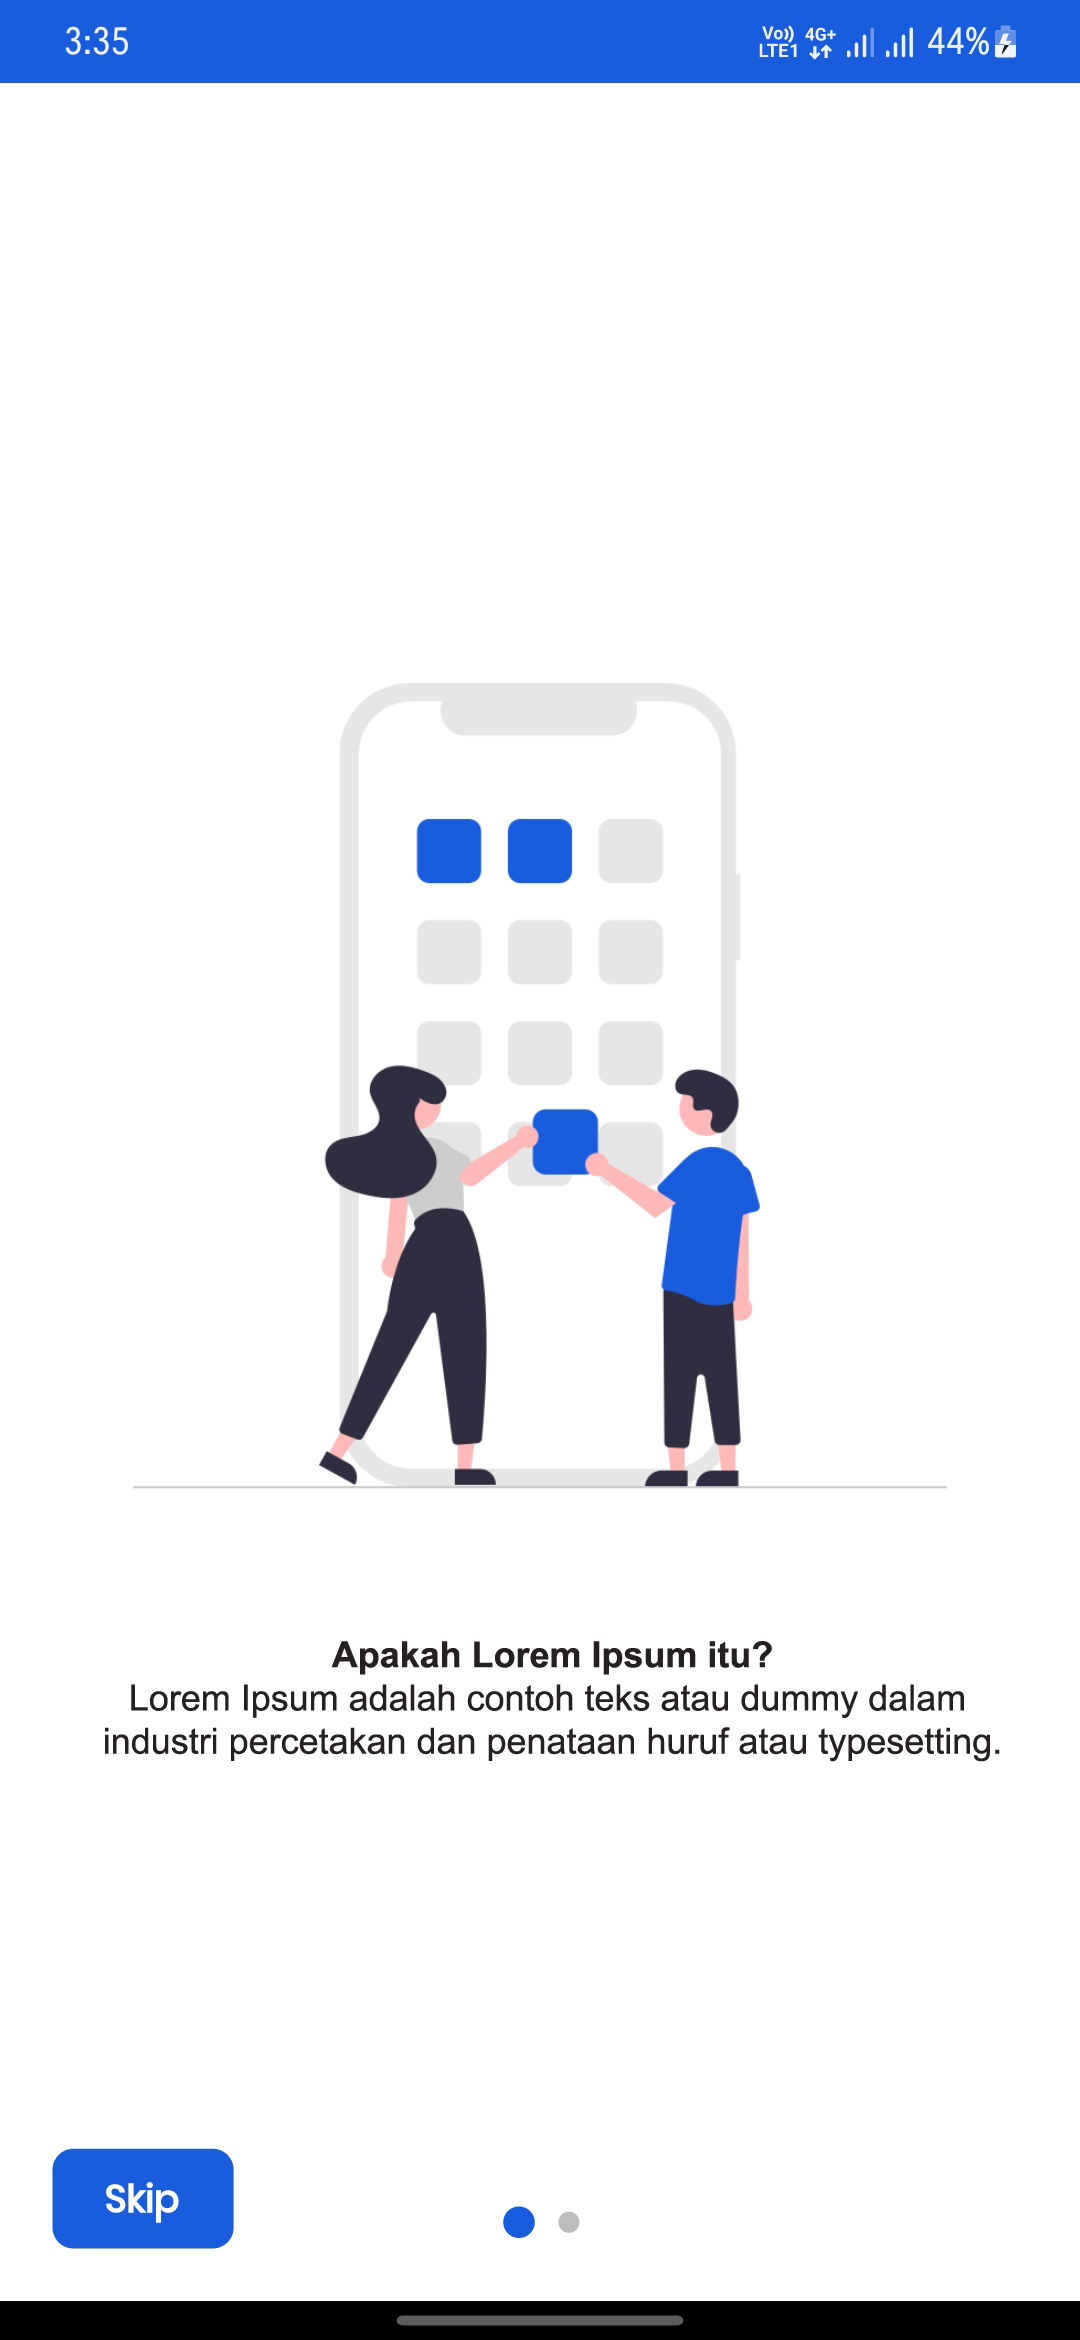 3:35
Vo)) 4G+ 44%
LTE1
Apakah Lorem Ipsum itu?
Lorem Ipsum adalah contoh teks atau dummy dalam
industri percetakan dan penataan huruf atau typesetting.
Skip